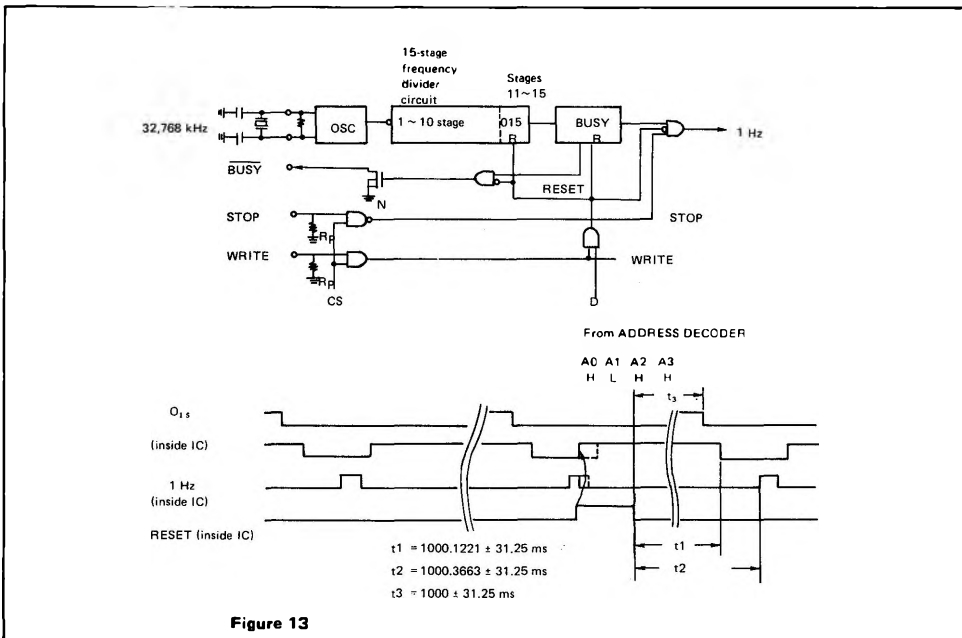 15-stage
frequency
divider
circuit
Stages
11~15
32,768 kHz
OSC
1 ~ 10 stage
015
R
BUSY
R
1 Hz
BUSY
N
RESET
STOP
RP
STOP
WRITE
RP
WRITE
CS
D
From ADDRESS DECODER
A0 A1 A2 A3
H L H H
t3
O1s
(inside IC)
1 Hz
(inside IC)
RESET (inside IC)
t1
t2
t1 = 1000.1221 ± 31.25 ms
t2 = 1000.3663 ± 31.25 ms
t3 = 1000 ± 31.25 ms
Figure 13